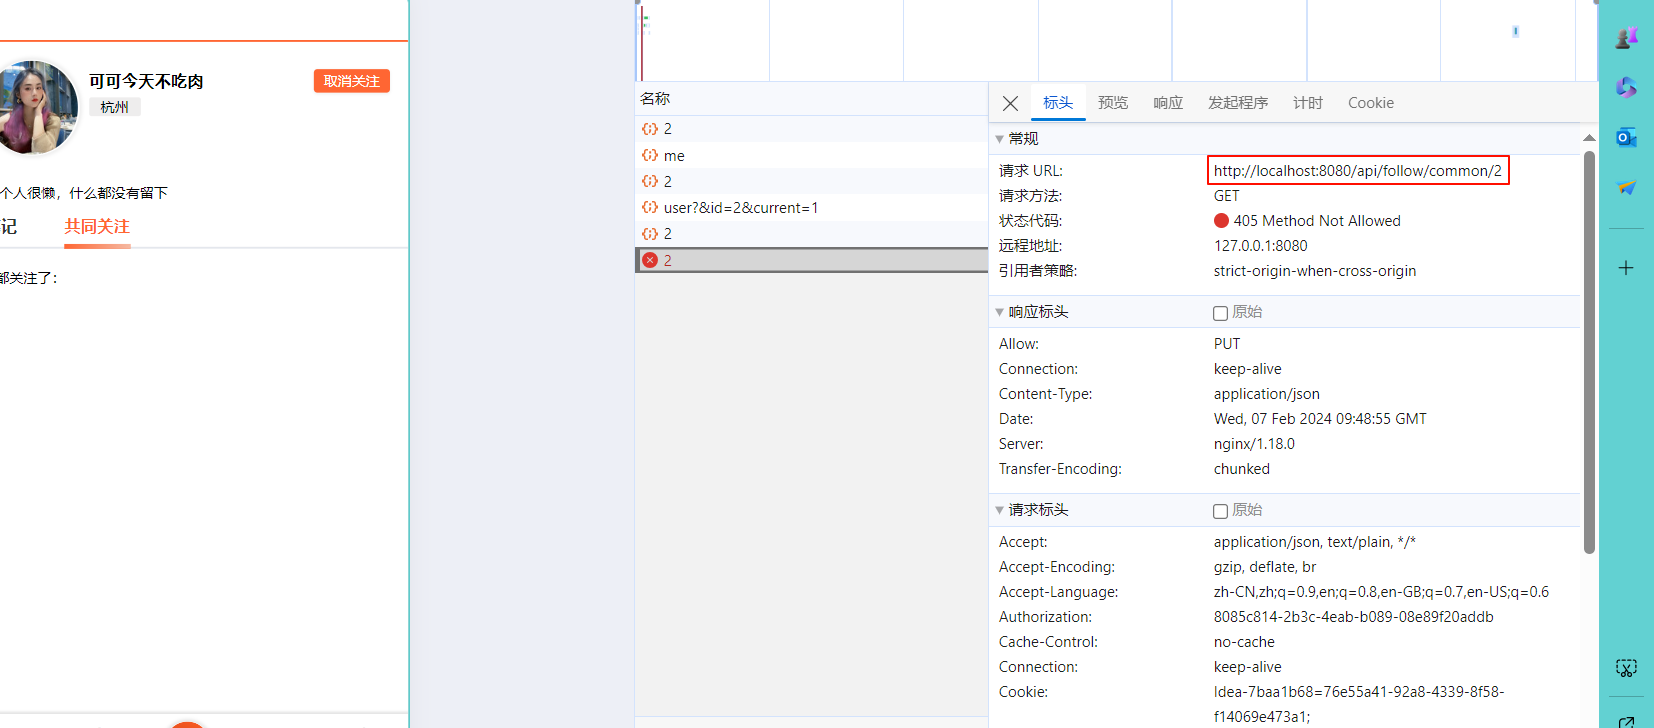 可可今天不吃肉
取消关注
杭州
个人很懒，什么都没有留下
记
共同关注
都关注了：
名称
2
me
2
user?&id=2&current=1
2
2
标头
预览
响应
发起程序
计时
Cookie
常规
请求 URL:
http://localhost:8080/api/follow/common/2
请求方法:
GET
状态代码:
405 Method Not Allowed
远程地址:
127.0.0.1:8080
引用者策略:
strict-origin-when-cross-origin
响应标头
原始
Allow:
PUT
Connection:
keep-alive
Content-Type:
application/json
Date:
Wed, 07 Feb 2024 09:48:55 GMT
Server:
nginx/1.18.0
Transfer-Encoding:
chunked
请求标头
原始
Accept:
application/json, text/plain, */*
Accept-Encoding:
gzip, deflate, br
Accept-Language:
zh-CN,zh;q=0.9,en;q=0.8,en-GB;q=0.7,en-US;q=0.6
Authorization:
8085c814-2b3c-4eab-b089-08e89f20addb
Cache-Control:
no-cache
Connection:
keep-alive
Cookie:
Idea-7baa1b68=76e55a41-92a8-4339-8f58-
f14069e473a1;